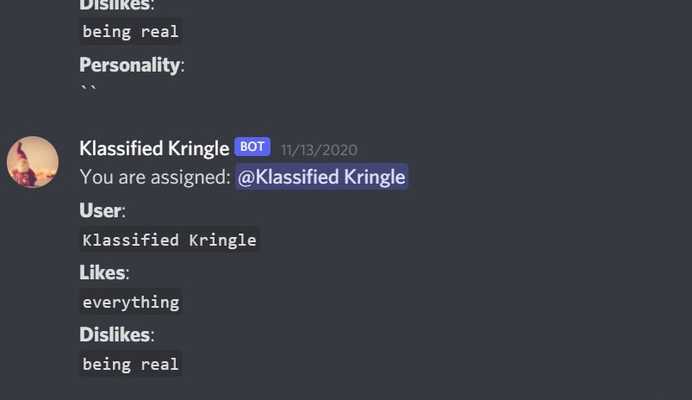 Dislikes:
being real
Personality:
``
Klassified Kringle BOT 11/13/2020
You are assigned: @Klassified Kringle
User:
Klassified Kringle
Likes:
everything
Dislikes:
being real